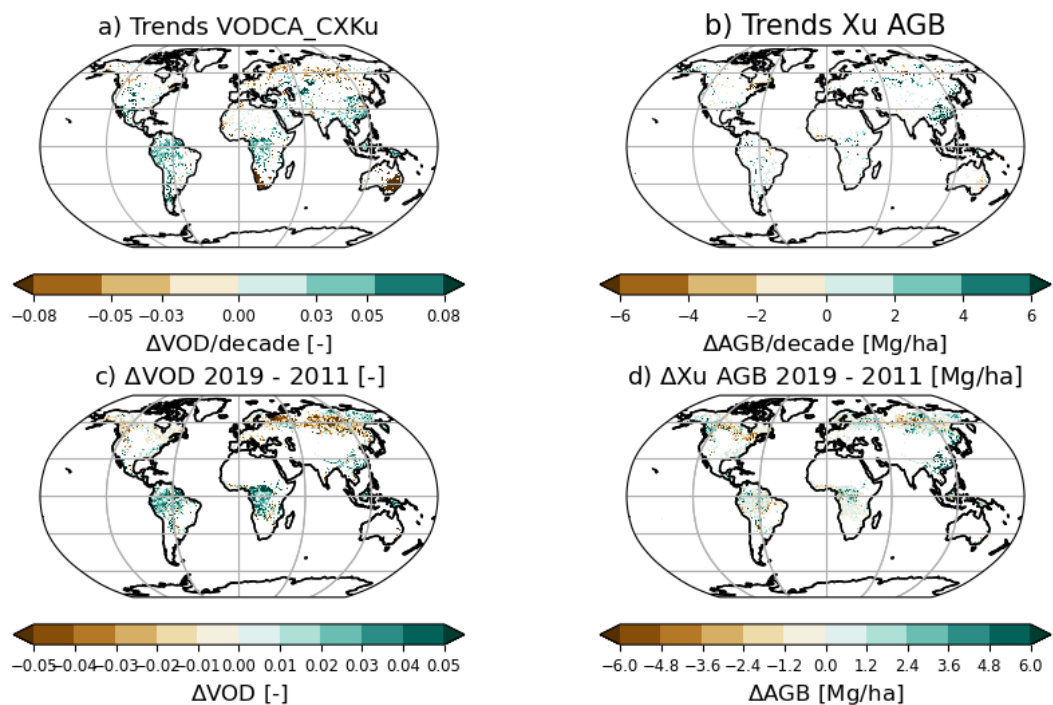 a) Trends VODCA_CXKu
b) Trends Xu AGB
−0.08 −0.05 −0.03 0.00 0.03 0.05 0.08
ΔVOD/decade [-]
−6 −4 −2 0 2 4 6
ΔAGB/decade [Mg/ha]
c) ΔVOD 2019 - 2011 [-]
d) ΔXu AGB 2019 - 2011 [Mg/ha]
−0.05 −0.04 −0.03 −0.02 −0.01 0.00 0.01 0.02 0.03 0.04 0.05
ΔVOD [-]
−6.0 −4.8 −3.6 −2.4 −1.2 0.0 1.2 2.4 3.6 4.8 6.0
ΔAGB [Mg/ha]